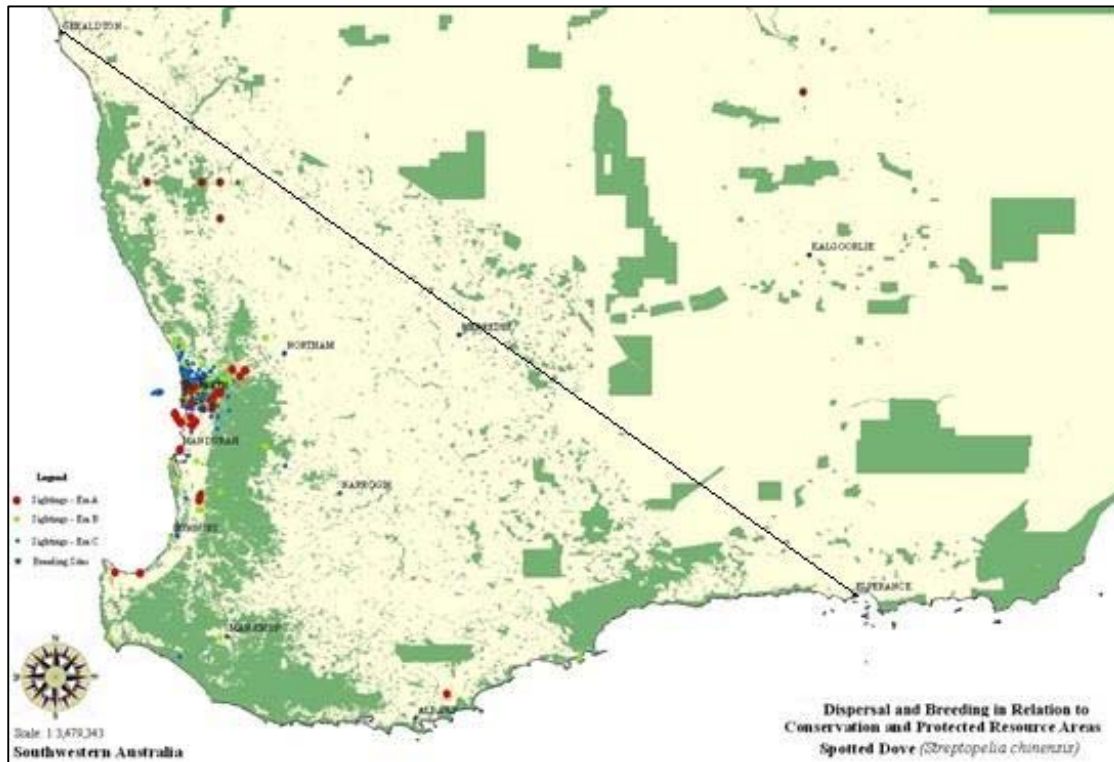 GERALDTON
KALGOORLIE
MERREDIN
NORTHAM
MANDURAH
Legend
Sightings - Era A
Sightings - Era B
Sightings - Era C
Breeding Sites
NARROGIN
BUNBURY
ESPERANCE
MANJIMUP
ALBANY
N
Scale: 1:3,479,343
Southwestern Australia
Dispersal and Breeding in Relation to
Conservation and Protected Resource Areas
Spotted Dove (Streptopelia chinensis)